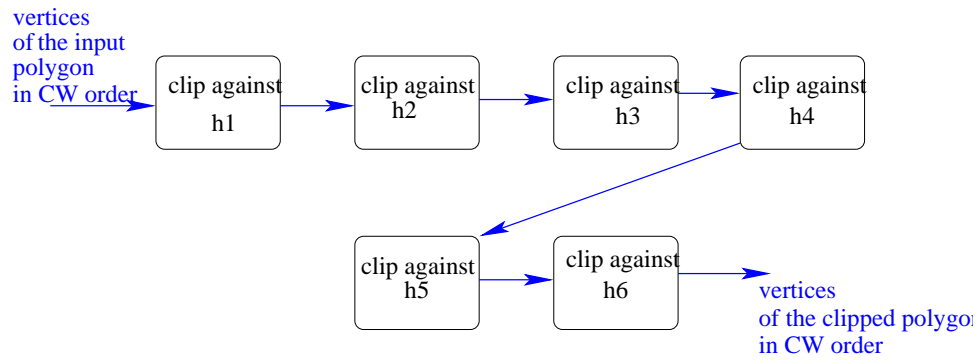 vertices
of the input
polygon
in CW order
clip against
h1
clip against
h2
clip against
h3
clip against
h4
clip against
h5
clip against
h6
vertices
of the clipped polygon
in CW order